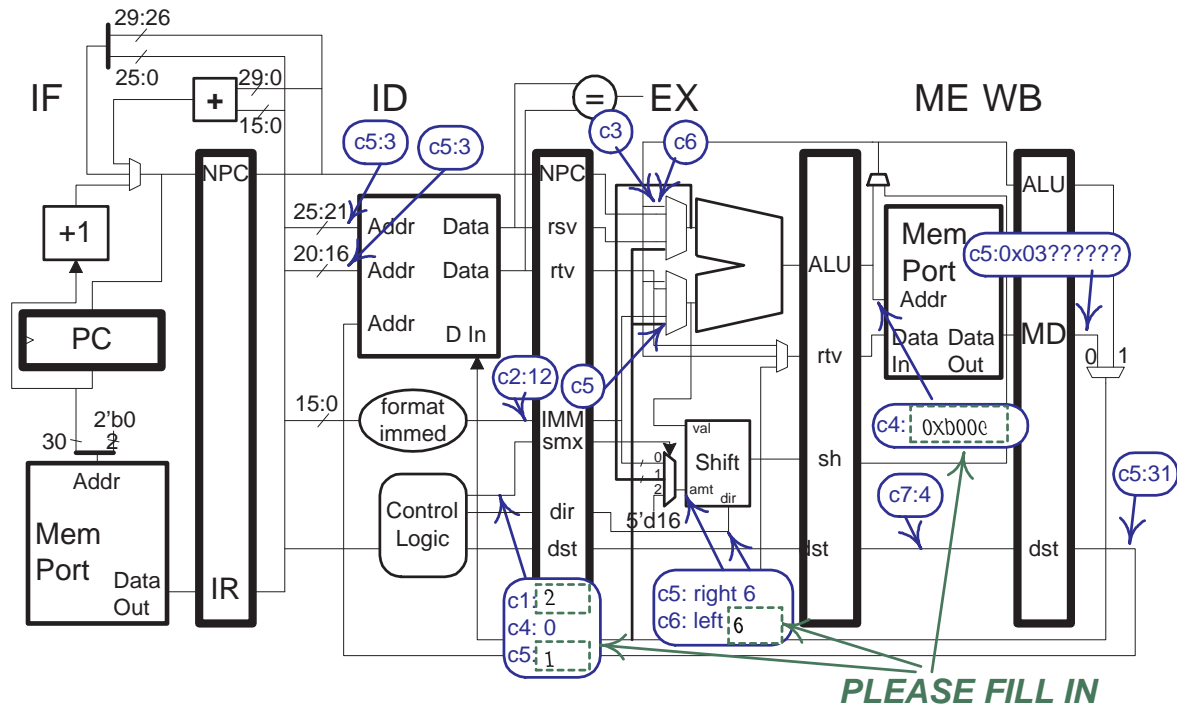 29:26
25:0
29:0
15:0
+
=
IF
ID
EX
ME WB
c5:3
c5:3
c3
c6
NPC
NPC
ALU
+1
25:21
20:16
Addr
Data
Addr
Data
Addr
D In
rsv
rtv
ALU
Mem
Port
Addr
Data
In
Data
Out
c5:0x03??????
PC
rtv
MD
0
1
c5
c2:12
15:0
format
immed
IMM
smx
c4: 0xb00c
30
2'b0
2
Addr
Mem
Port
Data
Out
IR
Control
Logic
val
0
1
2
Shift
amt
dir
5'd16
sh
dir
dst
dst
dst
c7:4
c5:31
c1: 2
c4: 0
c5: 1
c5: right 6
c6: left 6
PLEASE FILL IN